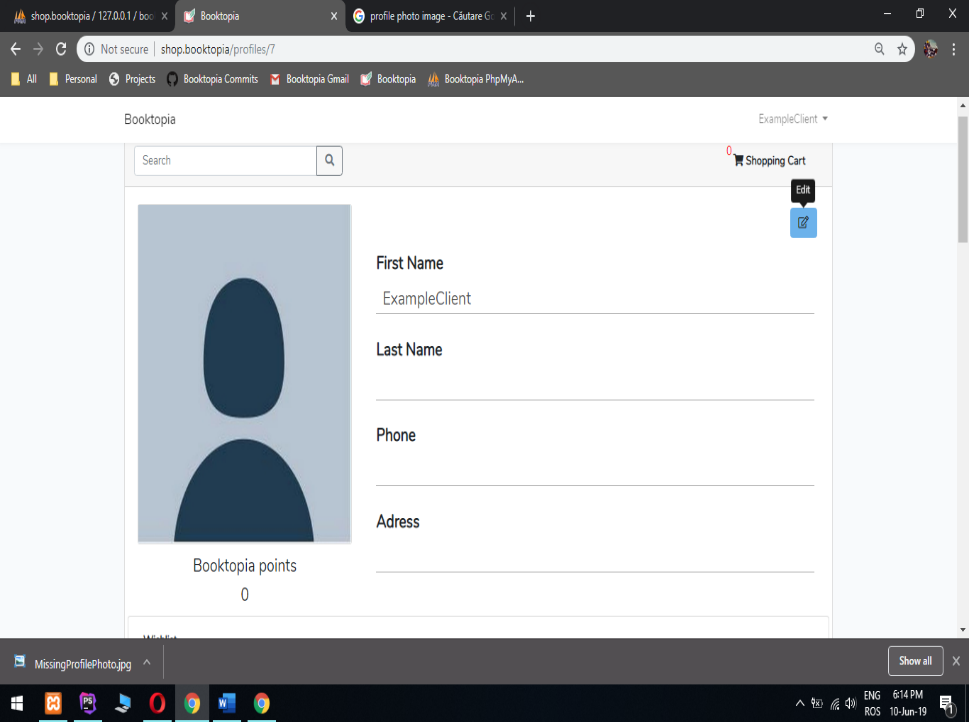 shop.booktopia / 127.0.0.1 / boo
Booktopia
profile photo image - Căutare Go
Not secure shop.booktopia/profiles/7
All Personal Projects Booktopia Commits Booktopia Gmail Booktopia Booktopia PhpMyA...
Booktopia ExampleClient
Search
0 Shopping Cart
Edit
First Name
ExampleClient
Last Name
Phone
Adress
Booktopia points
0
Wishlist
MissingProfilePhoto.jpg
Show all
ENG 6:14 PM
ROS 10-Jun-19
1